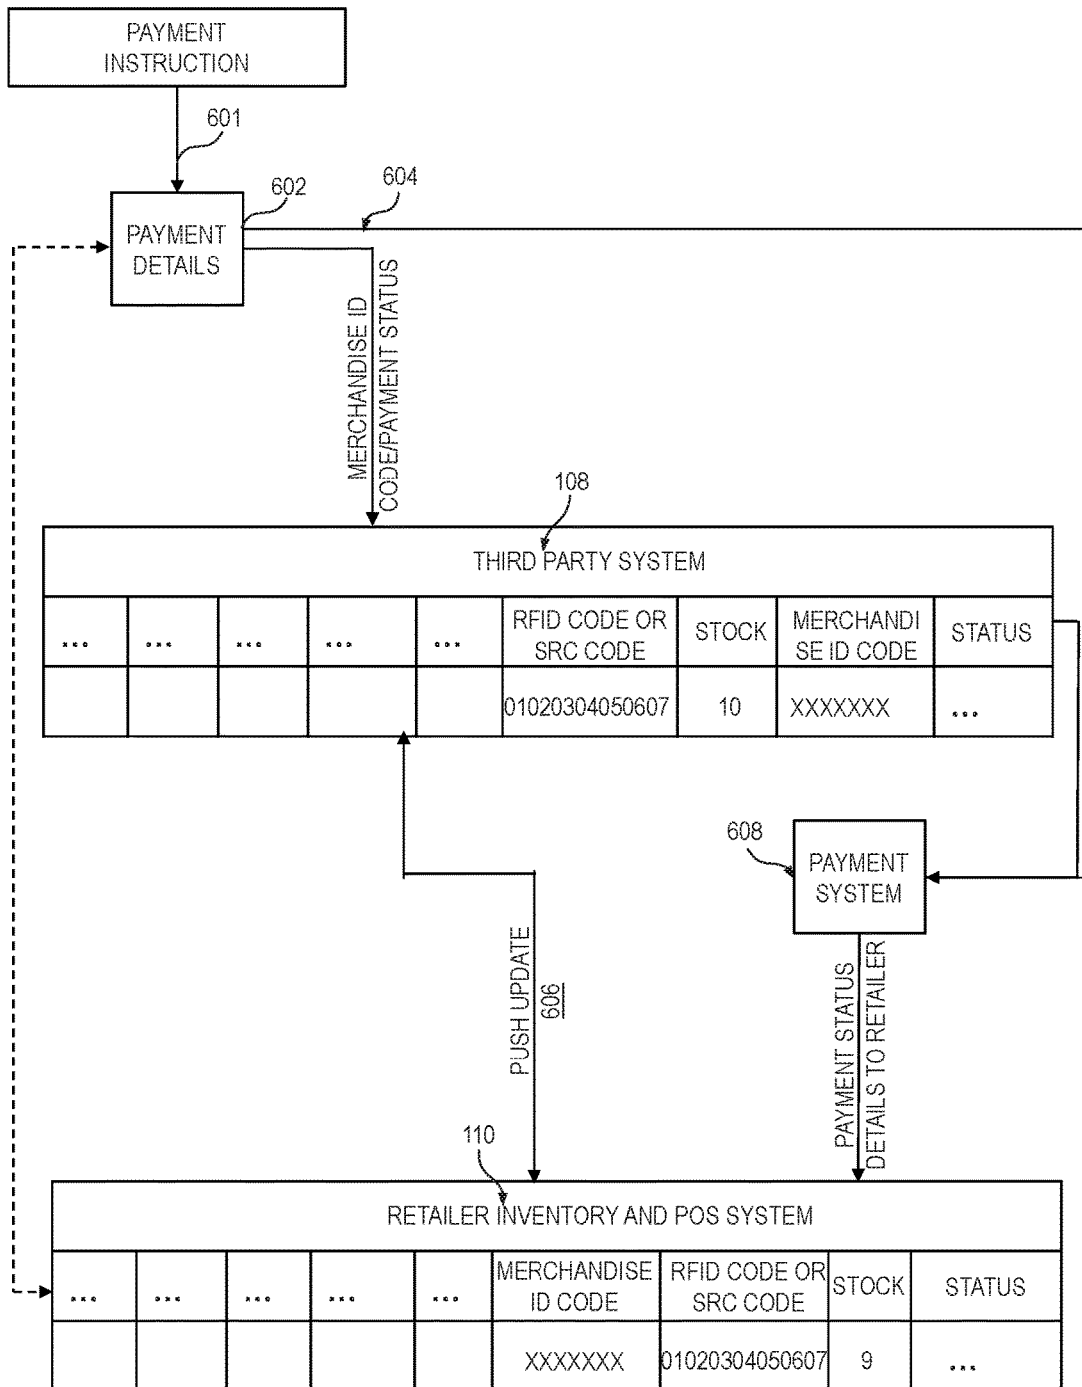 PAYMENT
INSTRUCTION
601
602
604
PAYMENT
DETAILS
MERCHANDISE ID
CODE/PAYMENT STATUS
108
THIRD PARTY SYSTEM
... ... ... ... ... RFID CODE OR STOCK MERCHANDI STATUS
SRC CODE SE ID CODE
01020304050607 10 XXXXXXX ...
608
PAYMENT
SYSTEM
PUSH UPDATE
606
PAYMENT STATUS
DETAILS TO RETAILER
110
RETAILER INVENTORY AND POS SYSTEM
... ... ... ... ... MERCHANDISE RFID CODE OR STOCK STATUS
ID CODE SRC CODE
XXXXXXX 01020304050607 9 ...